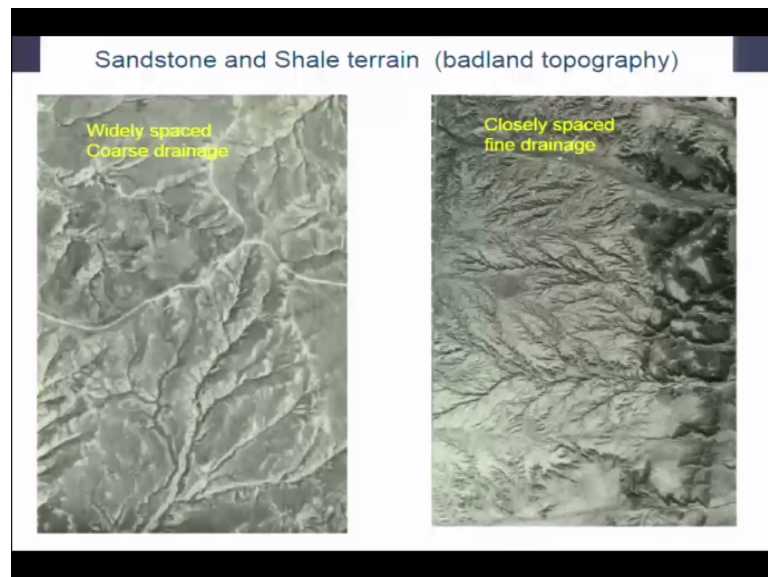 Sandstone and Shale terrain (badland topography)
Widely spaced
Coarse drainage
Closely spaced
fine drainage